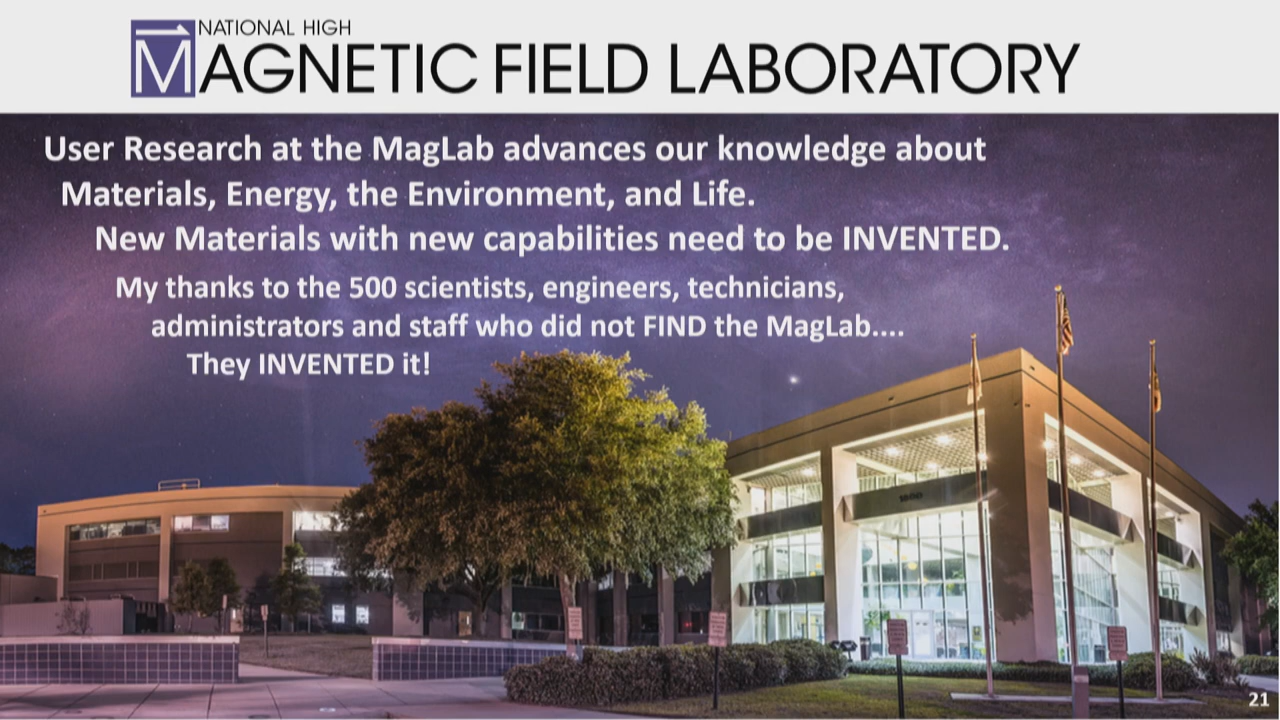 NATIONAL HIGH
MAGNETIC FIELD LABORATORY
User Research at the MagLab advances our knowledge about
Materials, Energy, the Environment, and Life.
New Materials with new capabilities need to be INVENTED.
My thanks to the 500 scientists, engineers, technicians,
administrators and staff who did not FIND the MagLab....
They INVENTED it!
1800
21